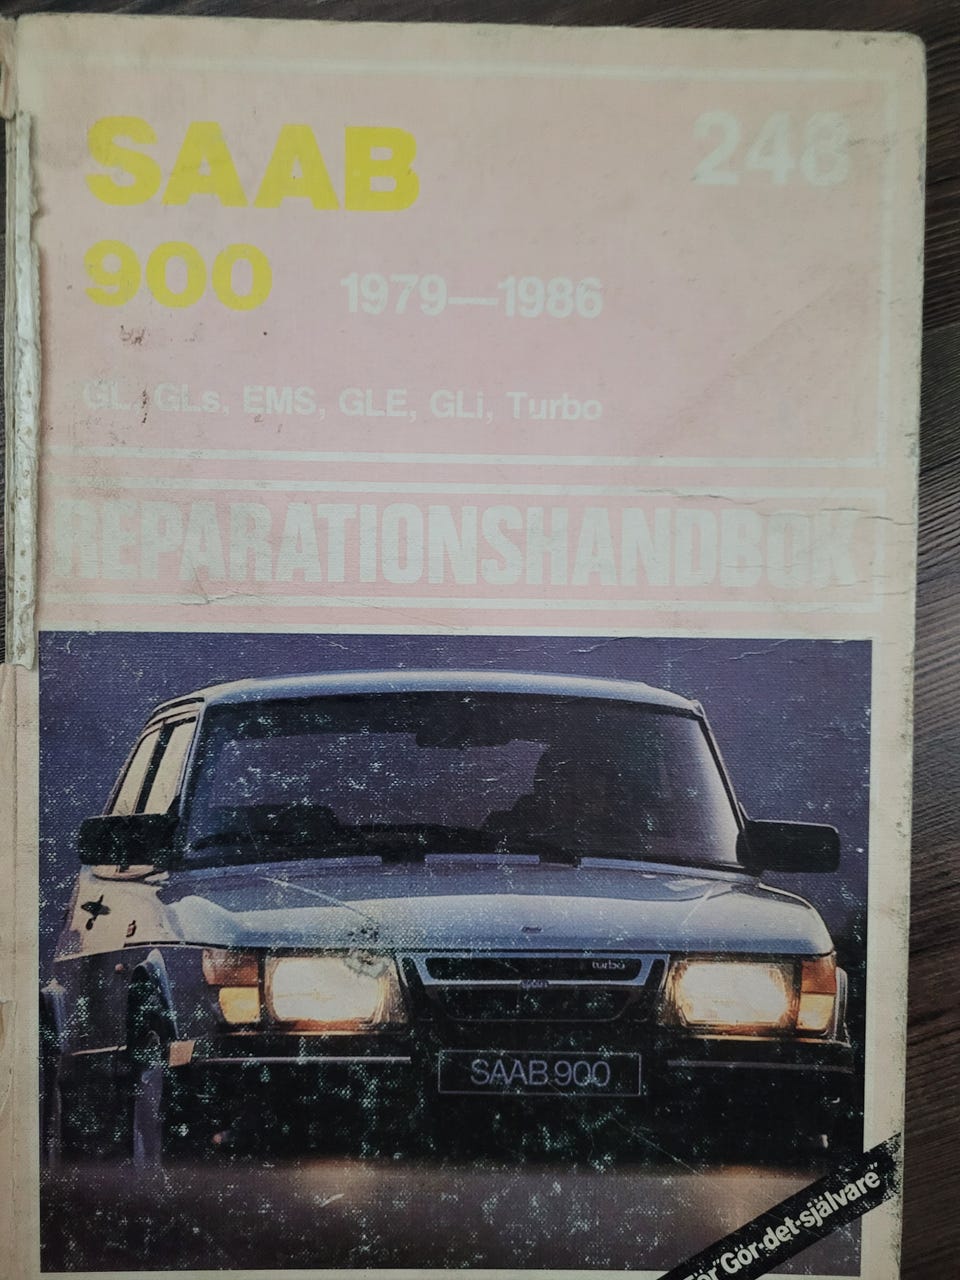 SAAB
248
900
1979—1986
GL, GLs, EMS, GLE, GLi, Turbo
REPARATIONSHANDBOK
turbo
SAAB 900
för "Gör-det-självare"